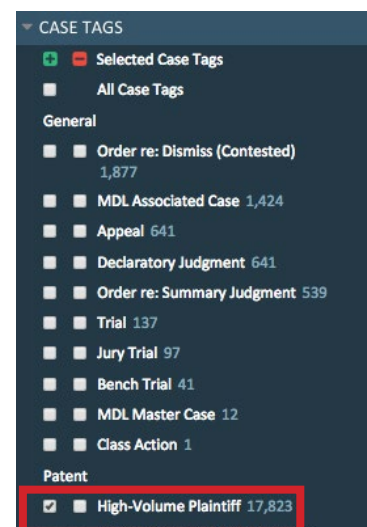 CASE TAGS
Selected Case Tags
All Case Tags
General
Order re: Dismiss (Contested)
1,877
MDL Associated Case 1,424
Appeal 641
Declaratory Judgment 641
Order re: Summary Judgment 539
Trial 137
Jury Trial 97
Bench Trial 41
MDL Master Case 12
Class Action 1
Patent
High-Volume Plaintiff 17,823